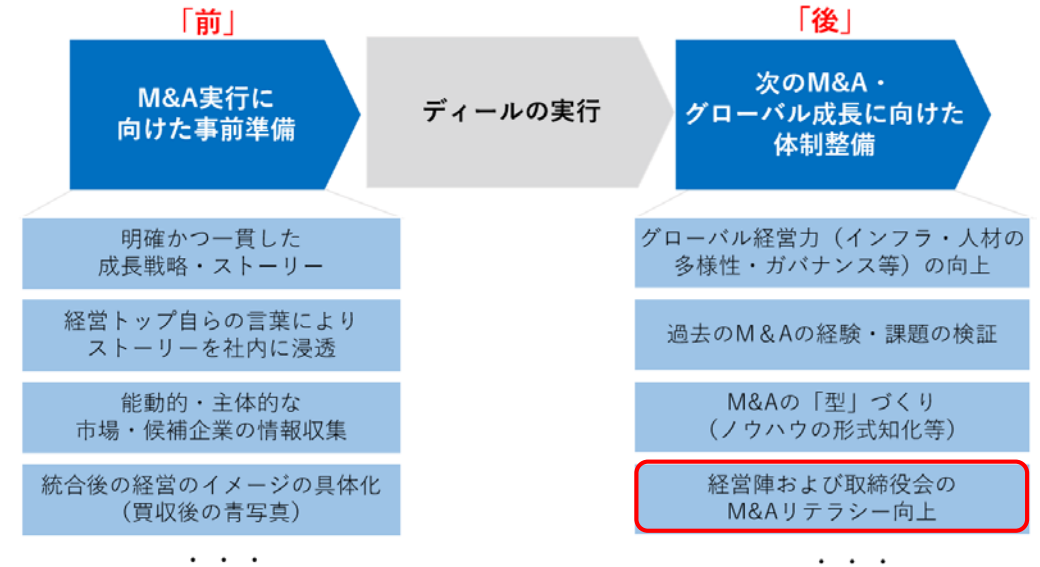 「前」
M&A実行に
向けた事前準備
明確かつ一貫した
成長戦略・ストーリー
経営トップ自らの言葉により
ストーリーを社内に浸透
能動的・主体的な
市場・候補企業の情報収集
統合後の経営のイメージの具体化
(買収後の青写真)
・・・
ディールの実行
「後」
次のM&A・
グローバル成長に向けた
体制整備
グローバル経営力（インフラ・人材の
多様性・ガバナンス等）の向上
過去のM＆Aの経験・課題の検証
M&Aの「型」づくり
(ノウハウの形式知化等)
経営陣および取締役会の
M&Aリテラシー向上
・・・